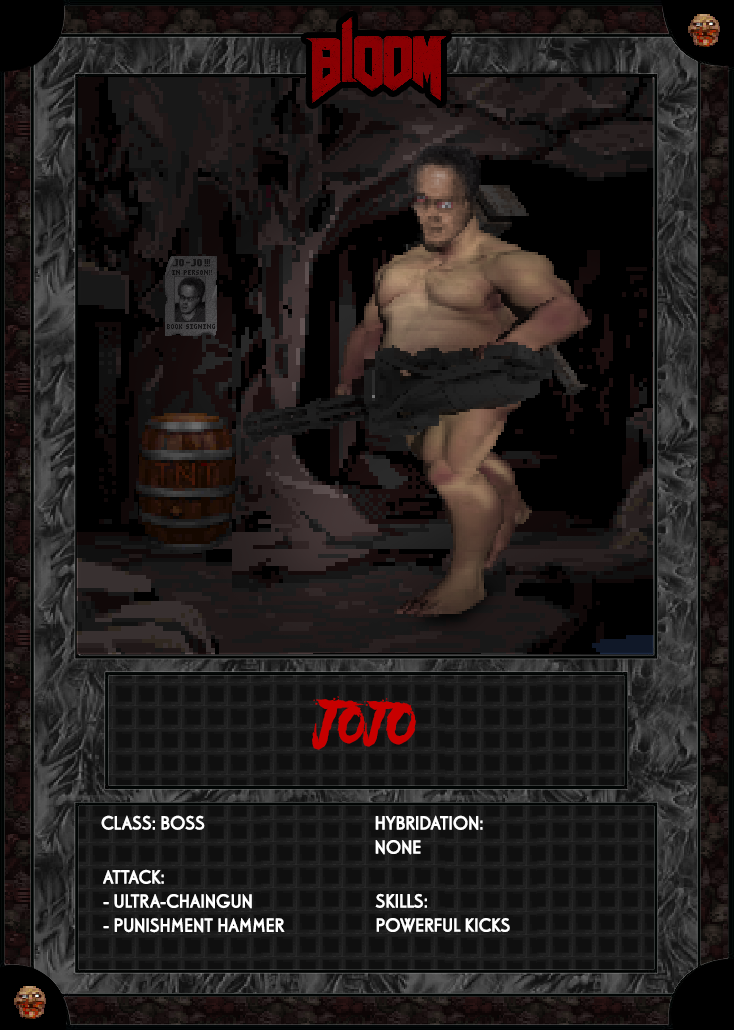 BLOOM
JO-JO
IN PERSON!!
BOOK SIGNING
TNT
JOJO
CLASS: BOSS
ATTACK:
- ULTRA-CHAINGUN
- PUNISHMENT HAMMER
HYBRIDATION:
NONE
SKILLS:
POWERFUL KICKS